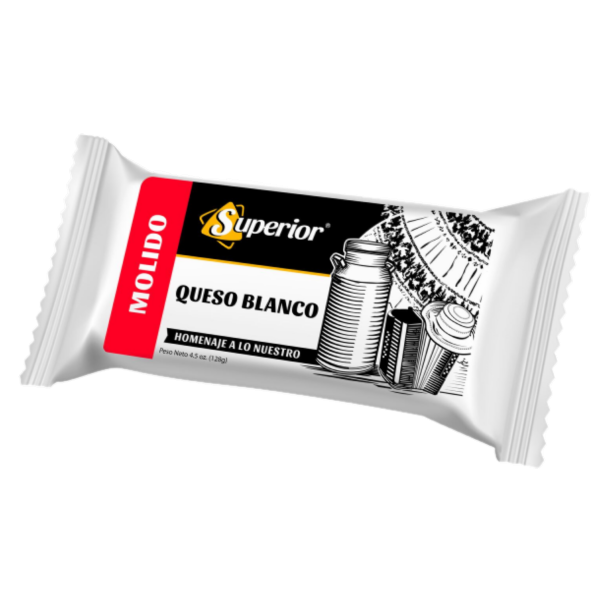 MOLIDO
Superior®
QUESO BLANCO
HOMENAJE A LO NUESTRO
Peso Neto 4.5 oz. (128g)